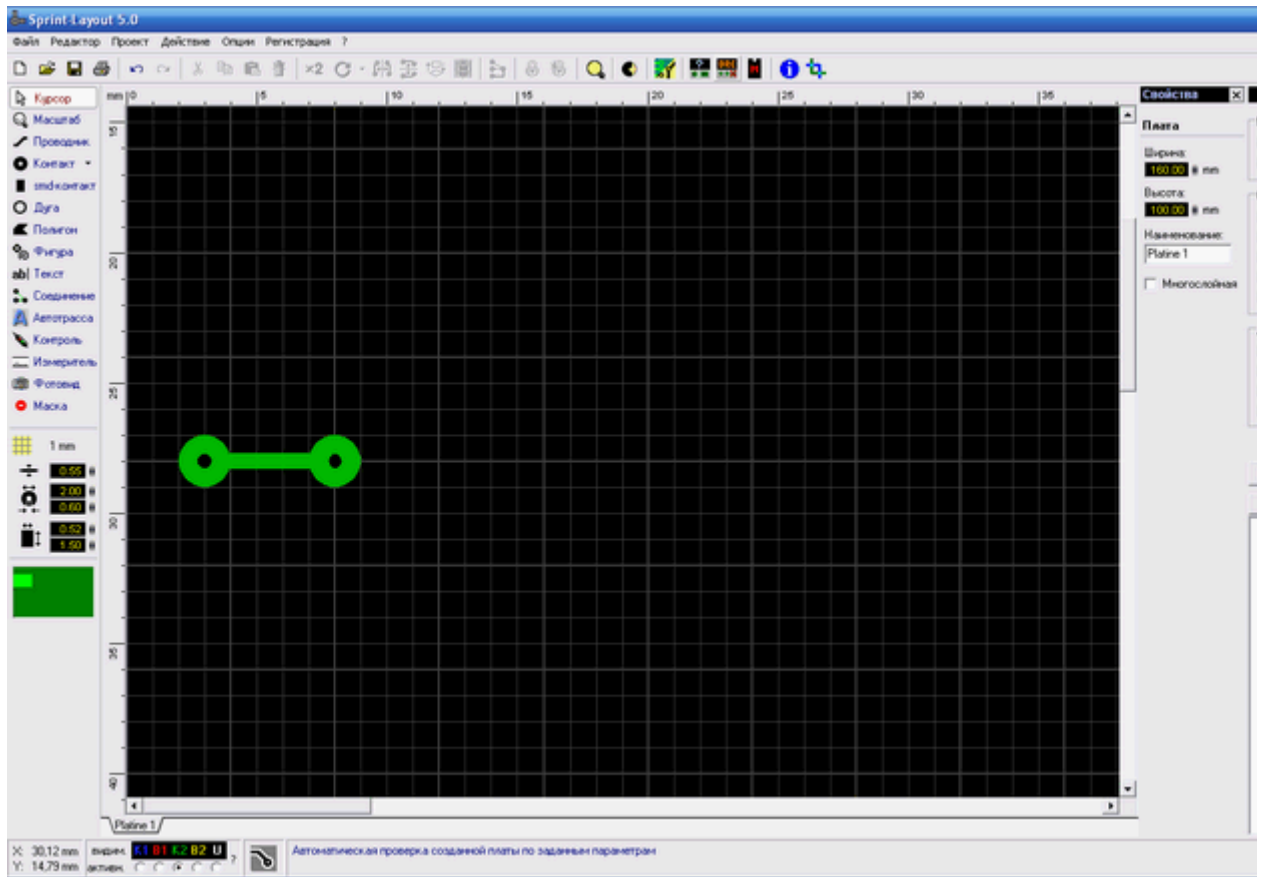 Sprint-Layout 5.0
Файл Редактор Проект Действие Опции Регистрация ?
×2
Курсор
Масштаб
Проводник
Контакт
smd-контакт
Дуга
Полигон
Фигура
ab| Текст
Соединение
Автотрасса
Контроль
Измеритель
Фотовид
Маска
1 mm
0.55
2.00
0.60
0.52
1.50
mm 0 5 10 15 20 25 30 35
15
20
25
30
35
40
Свойства
Плата
Ширина:
160.00 mm
Высота:
100.00 mm
Наименование:
Platine 1
Многослойная
Platine 1
X: 30,12 mm видим. K1 B1 K2 B2 U ? Автоматическая проверка созданной платы по заданным параметрам
Y: 14,79 mm активн.